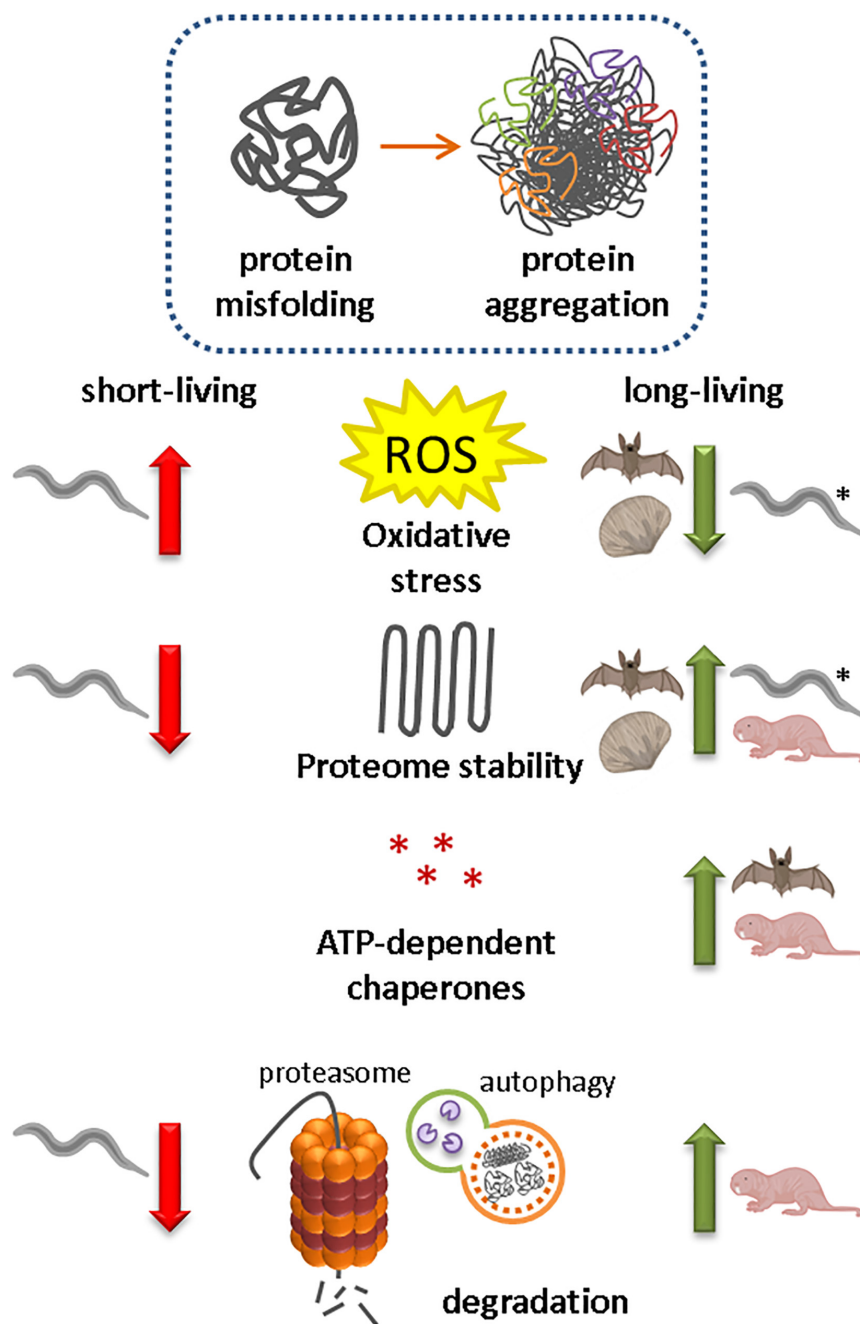 protein
misfolding
protein
aggregation
short-living
long-living
ROS
*
Oxidative
stress
*
Proteome stability
* *
* *
ATP-dependent
chaperones
proteasome
autophagy
degradation